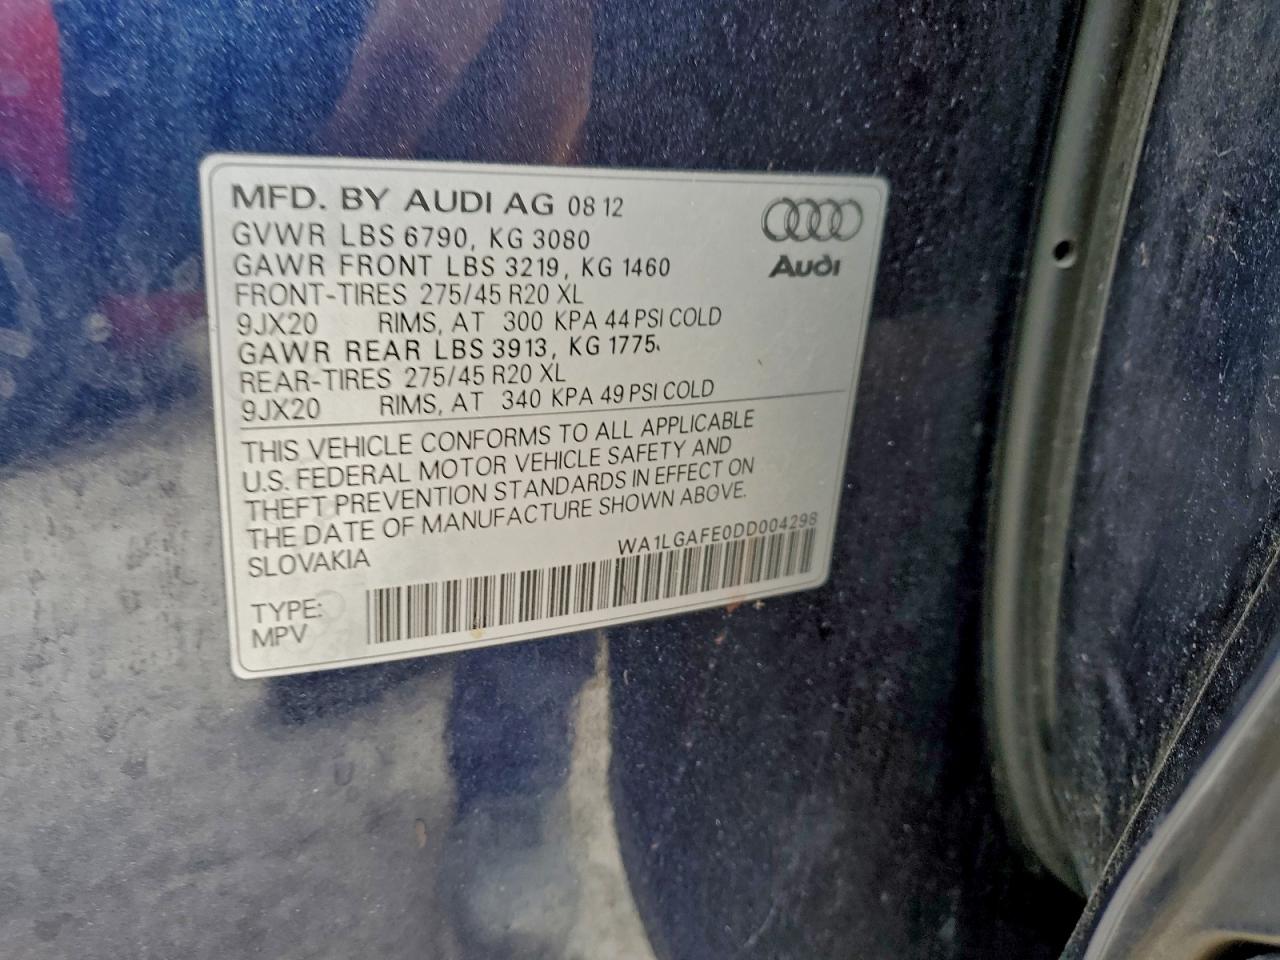 MFD. BY AUDI AG 08 12
GVWR LBS 6790, KG 3080
GAWR FRONT LBS 3219, KG 1460
FRONT-TIRES 275/45 R20 XL
9JX20 RIMS, AT 300 KPA 44 PSI COLD
GAWR REAR LBS 3913, KG 1775
REAR-TIRES 275/45 R20 XL
9JX20 RIMS, AT 340 KPA 49 PSI COLD
Audi
THIS VEHICLE CONFORMS TO ALL APPLICABLE
U.S. FEDERAL MOTOR VEHICLE SAFETY AND
THEFT PREVENTION STANDARDS IN EFFECT ON
THE DATE OF MANUFACTURE SHOWN ABOVE.
SLOVAKIA
WA1LGAFE0DD004298
TYPE:
MPV